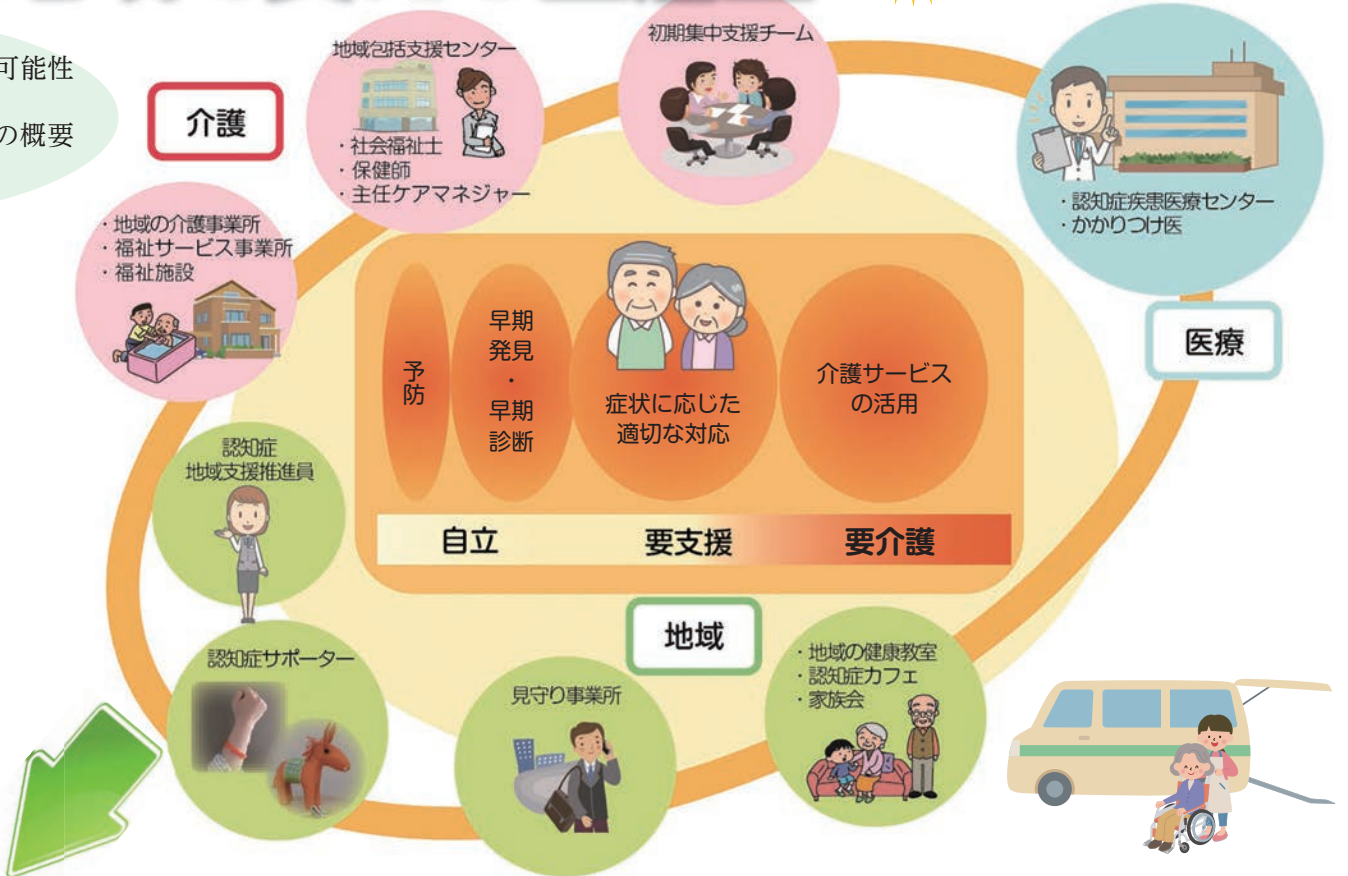 可能性
の概要
介護
地域包括支援センター
・社会福祉士
・保健師
・主任ケアマネジャー
初期集中支援チーム
・認知症疾患医療センター
・かかりつけ医
医療
・地域の介護事業所
・福祉サービス事業所
・福祉施設
予防
早期
発見
・
早期
診断
症状に応じた
適切な対応
介護サービス
の活用
自立
要支援
要介護
認知症
地域支援推進員
地域
認知症サポーター
見守り事業所
・地域の健康教室
・認知症カフェ
・家族会